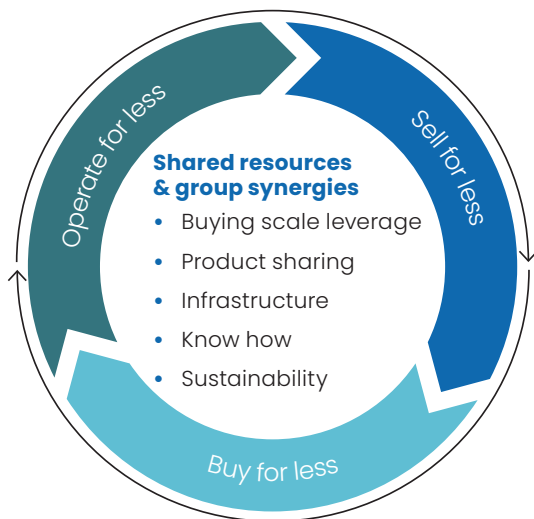 Operate for less
Sell for less
Shared resources
& group synergies
• Buying scale leverage
• Product sharing
• Infrastructure
• Know how
• Sustainability
Buy for less